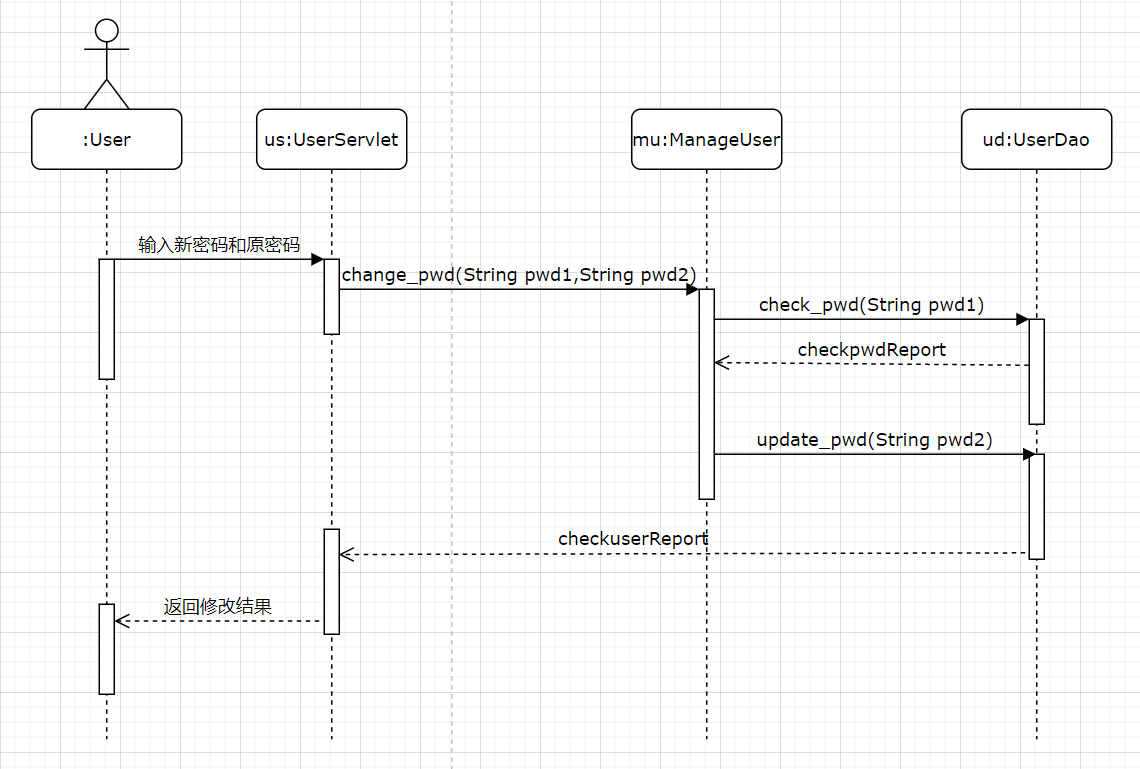 :User
us:UserServlet
mu:ManageUser
ud:UserDao
输入新密码和原密码
change_pwd(String pwd1,String pwd2)
check_pwd(String pwd1)
checkpwdReport
update_pwd(String pwd2)
checkuserReport
返回修改结果